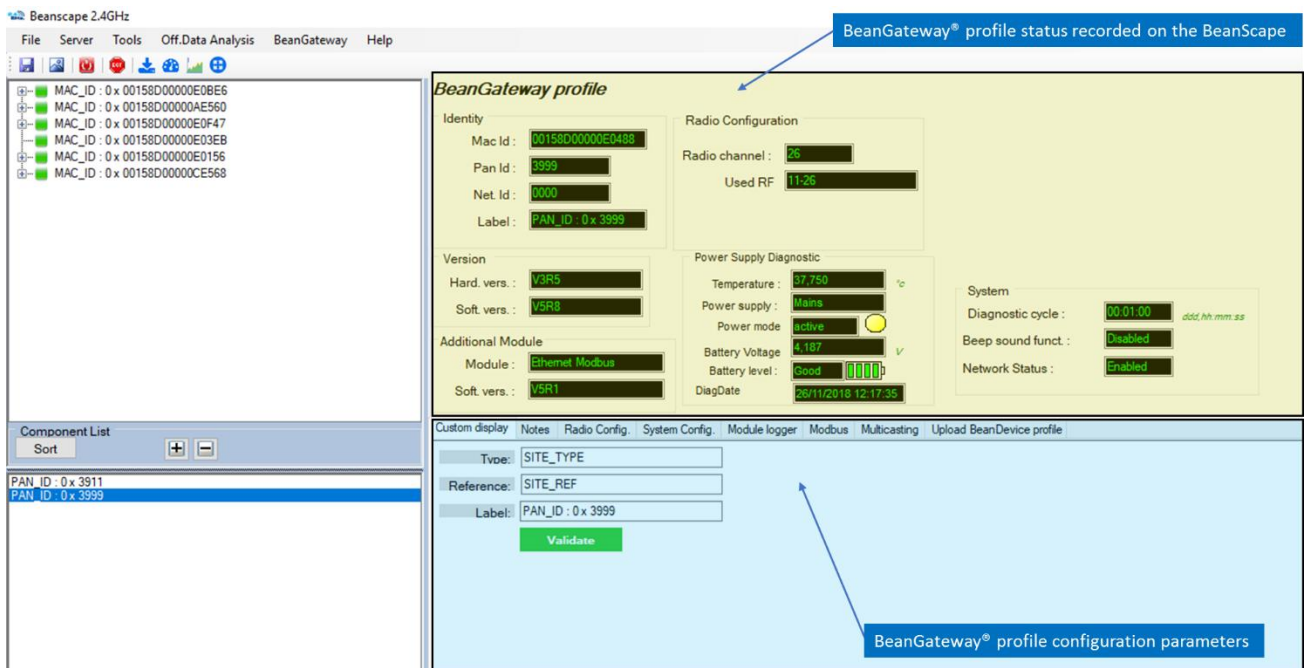 Beanscape 2.4GHz
File Server Tools Off.Data Analysis BeanGateway Help
BeanGateway® profile status recorded on the BeanScape
MAC_ID : 0 x 00158D00000E0BE6
MAC_ID : 0 x 00158D00000AE560
MAC_ID : 0 x 00158D00000E0F47
MAC_ID : 0 x 00158D00000E03EB
MAC_ID : 0 x 00158D00000E0156
MAC_ID : 0 x 00158D00000CE568
Component List
Sort
PAN_ID : 0 x 3911
PAN_ID : 0 x 3999
BeanGateway profile
Identity
Mac Id : 00158D00000E0488
Pan Id : 3999
Net. Id : 0000
Label : PAN_ID : 0 x 3999
Radio Configuration
Radio channel : 26
Used RF 11-26
Version
Hard. vers. : V3R5
Soft. vers. : V5R8
Additional Module
Module : Ethernet Modbus
Soft. vers. : V5R1
Power Supply Diagnostic
Temperature : 37,750 °c
Power supply : Mains
Power mode active
Battery Voltage 4,187 V
Battery level : Good
DiagDate 26/11/2018 12:17:35
System
Diagnostic cycle : 00:01:00 ddd,hh:mm:ss
Beep sound funct. : Disabled
Network Status : Enabled
Custom display Notes Radio Config. System Config. Module logger Modbus Multicasting Upload BeanDevice profile
Type: SITE_TYPE
Reference: SITE_REF
Label: PAN_ID : 0 x 3999
Validate
BeanGateway® profile configuration parameters